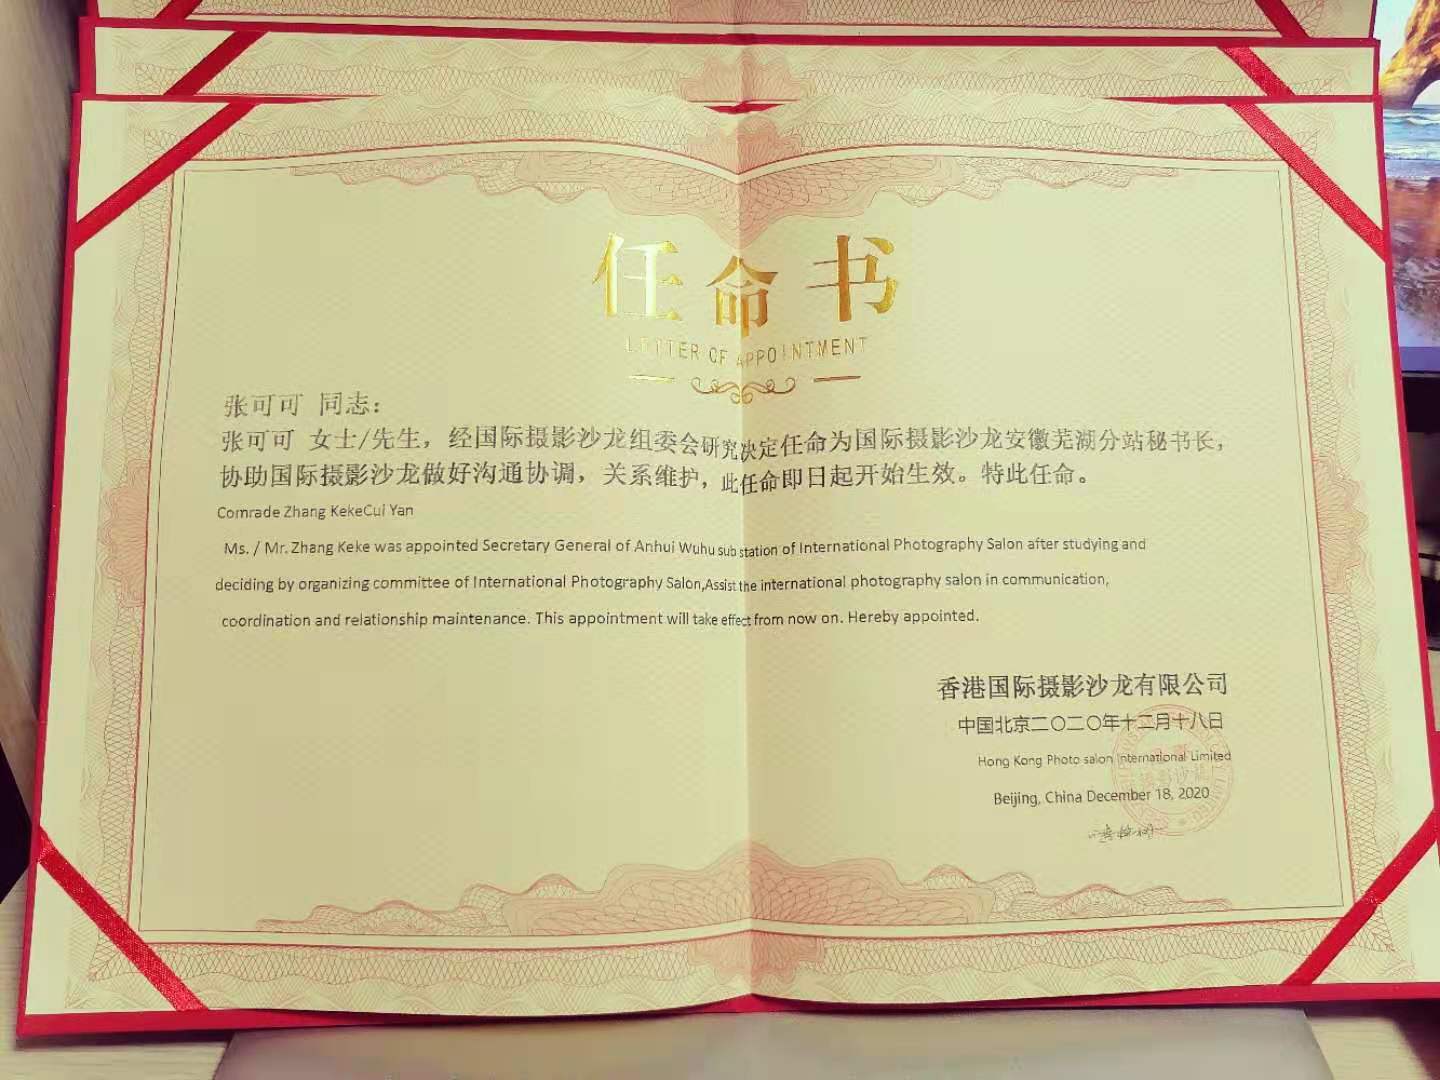 任命书
LETTER OF APPOINTMENT
张可可 同志：
张可可 女士/先生，经国际摄影沙龙组委会研究决定任命为国际摄影沙龙安徽芜湖分站秘书长，
协助国际摄影沙龙做好沟通协调，关系维护，此任命即日起开始生效。特此任命。
Comrade Zhang KekeCui Yan
Ms. / Mr. Zhang Keke was appointed Secretary General of Anhui Wuhu sub station of International Photography Salon after studying and
deciding by organizing committee of International Photography Salon,Assist the international photography salon in communication,
coordination and relationship maintenance. This appointment will take effect from now on. Hereby appointed.
香港国际摄影沙龙有限公司
中国北京二〇二〇年十二月十八日
Hong Kong Photo salon International Limited
Beijing, China December 18, 2020